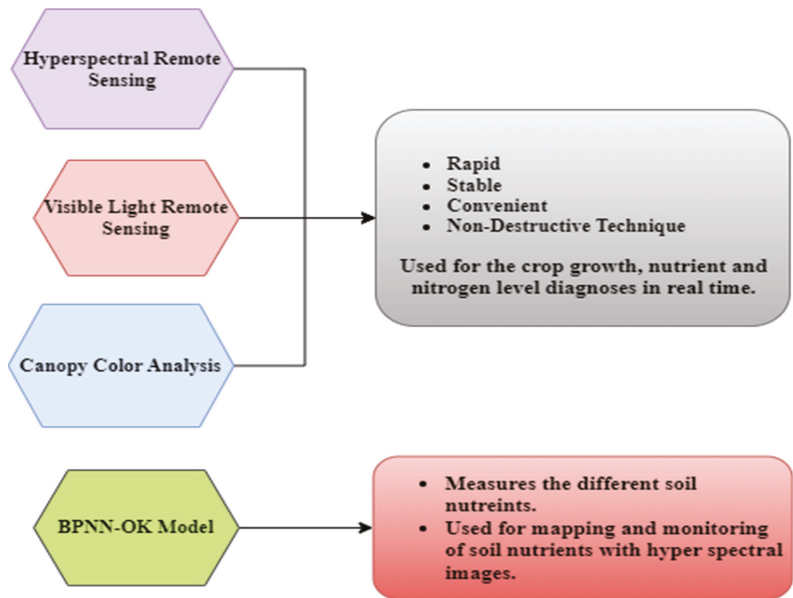 Hyperspectral Remote
Sensing
Visible Light Remote
Sensing
Canopy Color Analysis
• Rapid
• Stable
• Convenient
• Non-Destructive Technique
Used for the crop growth, nutrient and
nitrogen level diagnoses in real time.
BPNN-OK Model
• Measures the different soil
nutreints.
• Used for mapping and monitoring
of soil nutrients with hyper spectral
images.